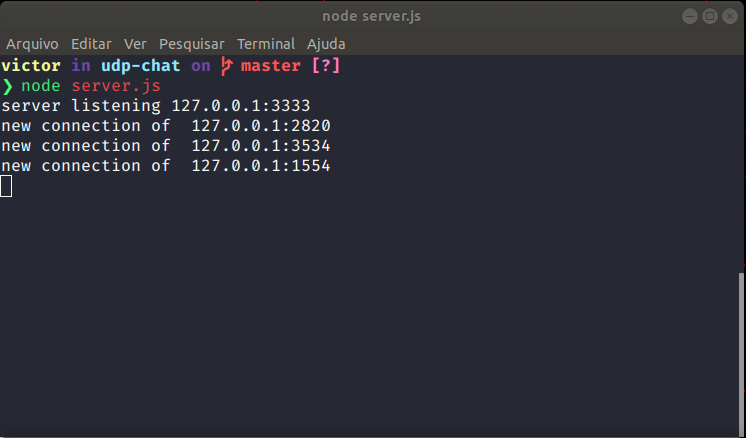 node server.js
Arquivo Editar Ver Pesquisar Terminal Ajuda
victor in udp-chat on master [?]
❯ node server.js
server listening 127.0.0.1:3333
new connection of  127.0.0.1:2820
new connection of  127.0.0.1:3534
new connection of  127.0.0.1:1554